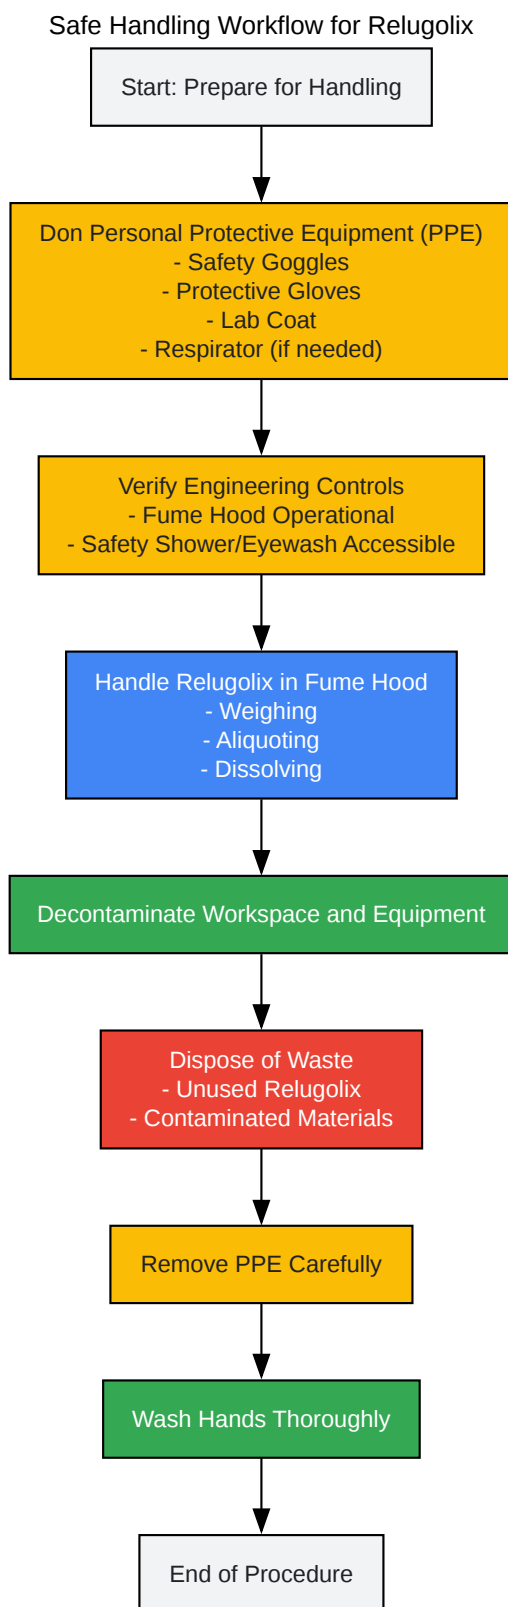 Safe Handling Workflow for Relugolix
Start: Prepare for Handling
Don Personal Protective Equipment (PPE)
- Safety Goggles
- Protective Gloves
- Lab Coat
- Respirator (if needed)
Verify Engineering Controls
- Fume Hood Operational
- Safety Shower/Eyewash Accessible
Handle Relugolix in Fume Hood
- Weighing
- Aliquoting
- Dissolving
Decontaminate Workspace and Equipment
Dispose of Waste
- Unused Relugolix
- Contaminated Materials
Remove PPE Carefully
Wash Hands Thoroughly
End of Procedure